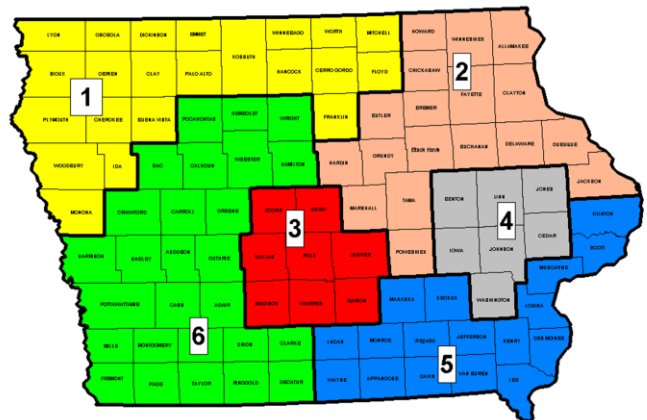 LYON OSCEOLA DICKINSON EMMET WINNEBAGO WORTH MITCHELL HOWARD WINNESHIEK ALLAMAKEE
KOSSUTH
SIOUX OBRIEN CLAY PALO ALTO HANCOCK CERRO GORDO FLOYD CHICKASAW
1 2
PLYMOUTH CHEROKEE BUENA VISTA POCAHONTAS HUMBOLDT WRIGHT FRANKLIN BUTLER BREMER FAYETTE CLAYTON
WOODBURY IDA SAC CALHOUN WEBSTER HAMILTON HARDIN GRUNDY Black Hawk BUCHANAN DELAWARE DUBUQUE
MONONA CRAWFORD CARROLL GREENE BOONE STORY MARSHALL TAMA BENTON LINN JONES JACKSON
3 4
CLINTON
CEDAR
SCOTT
HARRISON SHELBY AUDUBON GUTHRIE DALLAS POLK JASPER POWESHIEK IOWA JOHNSON
MUSCATINE
POTTAWATTAMIE CASS ADAIR MADISON WARREN MARION MAHASKA KEOKUK WASHINGTON LOUISA
6 5
MILLS MONTGOMERY UNION CLARKE LUCAS MONROE Wapello JEFFERSON HENRY DES MOINES
FREMONT PAGE TAYLOR RINGGOLD DECATUR WAYNE APPANOOSE DAVIS VAN BUREN LEE